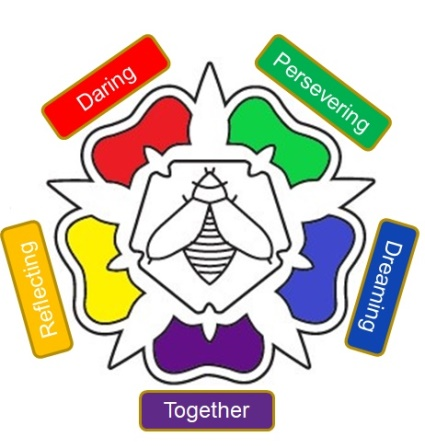 Daring
Persevering
Reflecting
Dreaming
Together